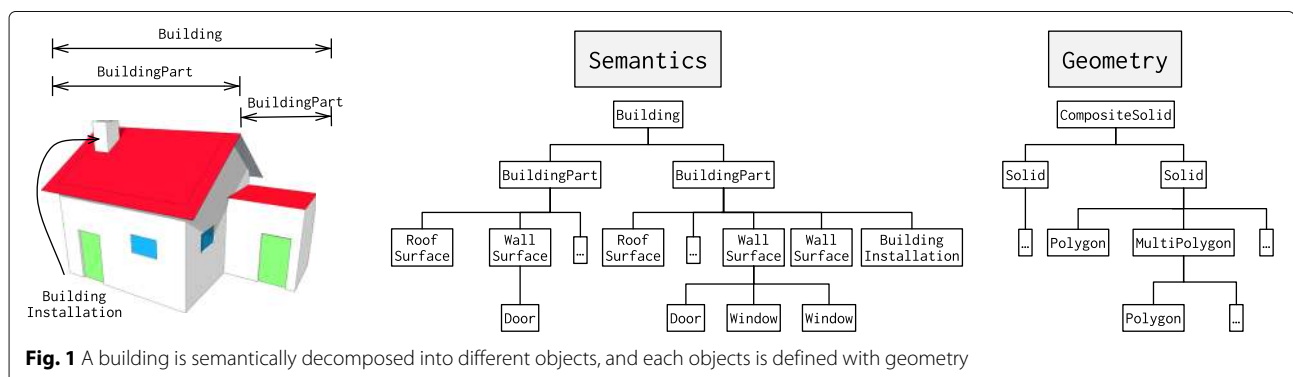 Building
BuildingPart
BuildingPart
Building
Installation
Semantics
Building
BuildingPart
BuildingPart
Roof
Surface
Wall
Surface
…
Roof
Surface
…
Wall
Surface
Wall
Surface
Building
Installation
Door
Door
Window
Window
Geometry
CompositeSolid
Solid
Solid
…
Polygon
MultiPolygon
…
Polygon
…
Fig. 1 A building is semantically decomposed into different objects, and each objects is defined with geometry